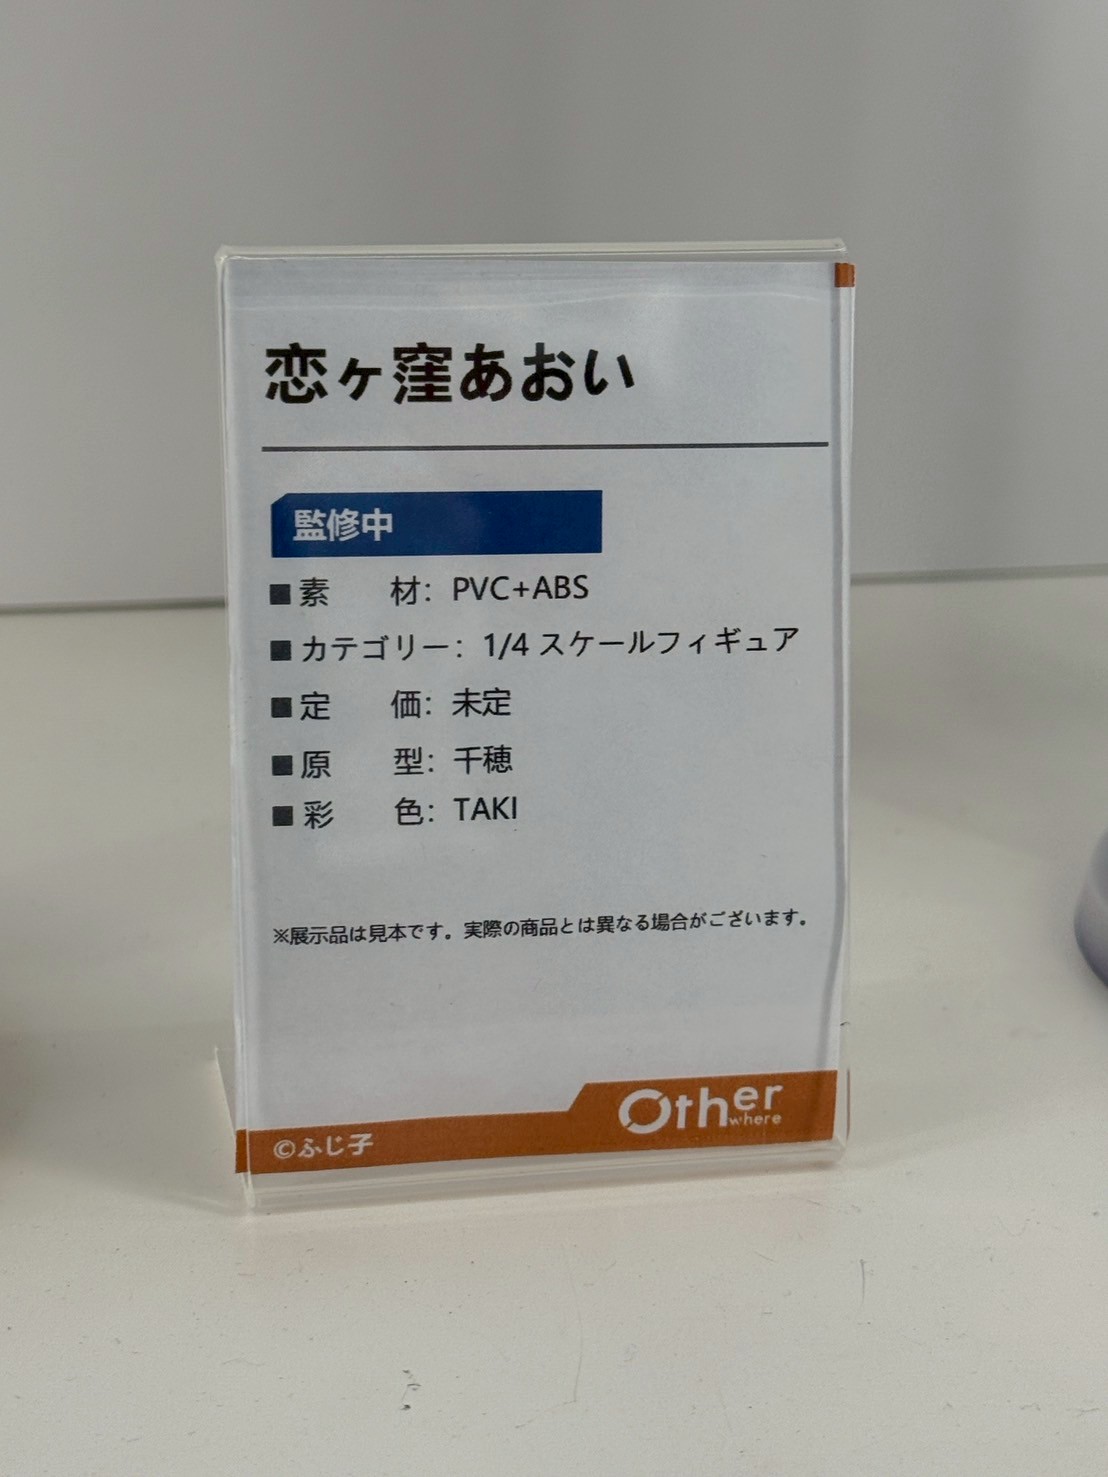 恋ヶ窪あおい
監修中
■素　　材：PVC+ABS
■カテゴリー：1/4 スケールフィギュア
■定　　価：未定
■原　　型：千穂
■彩　　色：TAKI
※展示品は見本です。実際の商品とは異なる場合がございます。
Other
where
©ふじ子